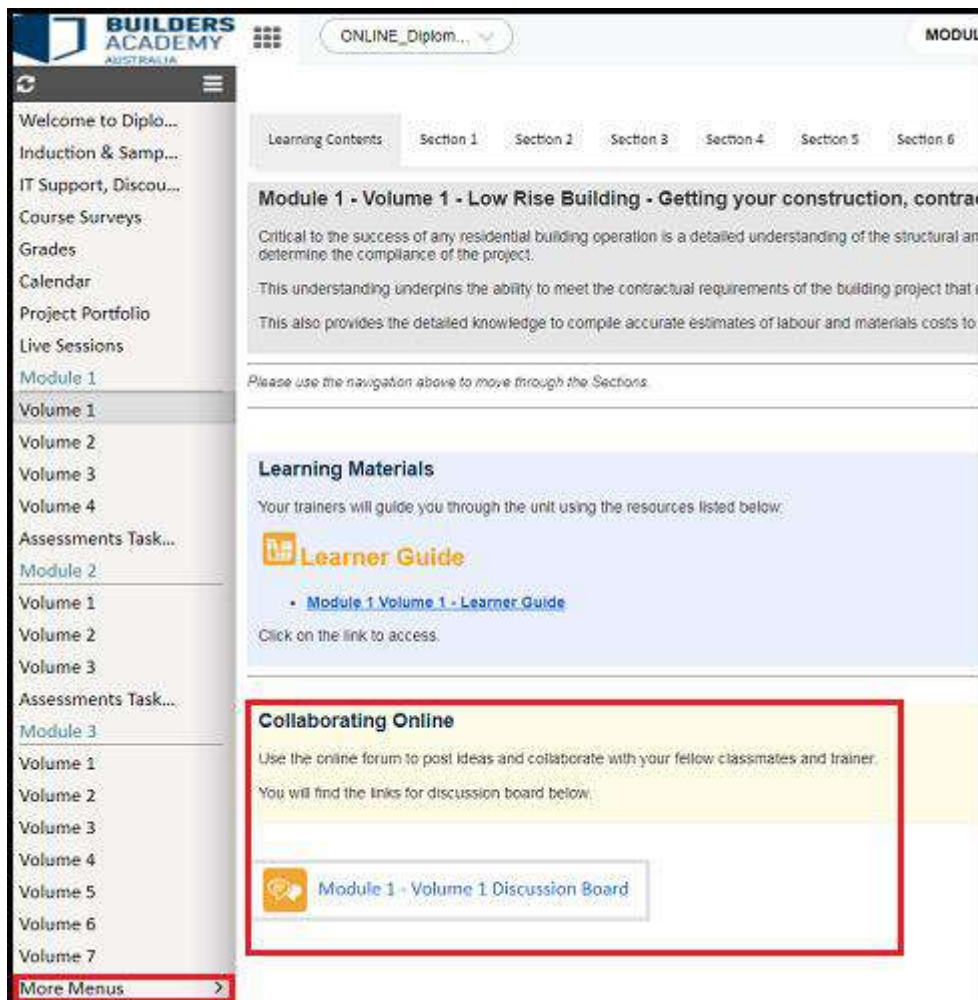 BUILDERS
ACADEMY
AUSTRALIA
ONLINE_Diplom...
MODUL
Welcome to Diplo...
Induction & Samp...
IT Support, Discou...
Course Surveys
Grades
Calendar
Project Portfolio
Live Sessions
Module 1
Volume 1
Volume 2
Volume 3
Volume 4
Assessments Task...
Module 2
Volume 1
Volume 2
Volume 3
Assessments Task...
Module 3
Volume 1
Volume 2
Volume 3
Volume 4
Volume 5
Volume 6
Volume 7
More Menus >
Learning Contents Section 1 Section 2 Section 3 Section 4 Section 5 Section 6
Module 1 - Volume 1 - Low Rise Building - Getting your construction, contrac
Critical to the success of any residential building operation is a detailed understanding of the structural an
determine the compliance of the project.
This understanding underpins the ability to meet the contractual requirements of the building project that
This also provides the detailed knowledge to compile accurate estimates of labour and materials costs to
Please use the navigation above to move through the Sections.
Learning Materials
Your trainers will guide you through the unit using the resources listed below:
Learner Guide
• Module 1 Volume 1 - Learner Guide
Click on the link to access.
Collaborating Online
Use the online forum to post ideas and collaborate with your fellow classmates and trainer.
You will find the links for discussion board below.
Module 1 - Volume 1 Discussion Board